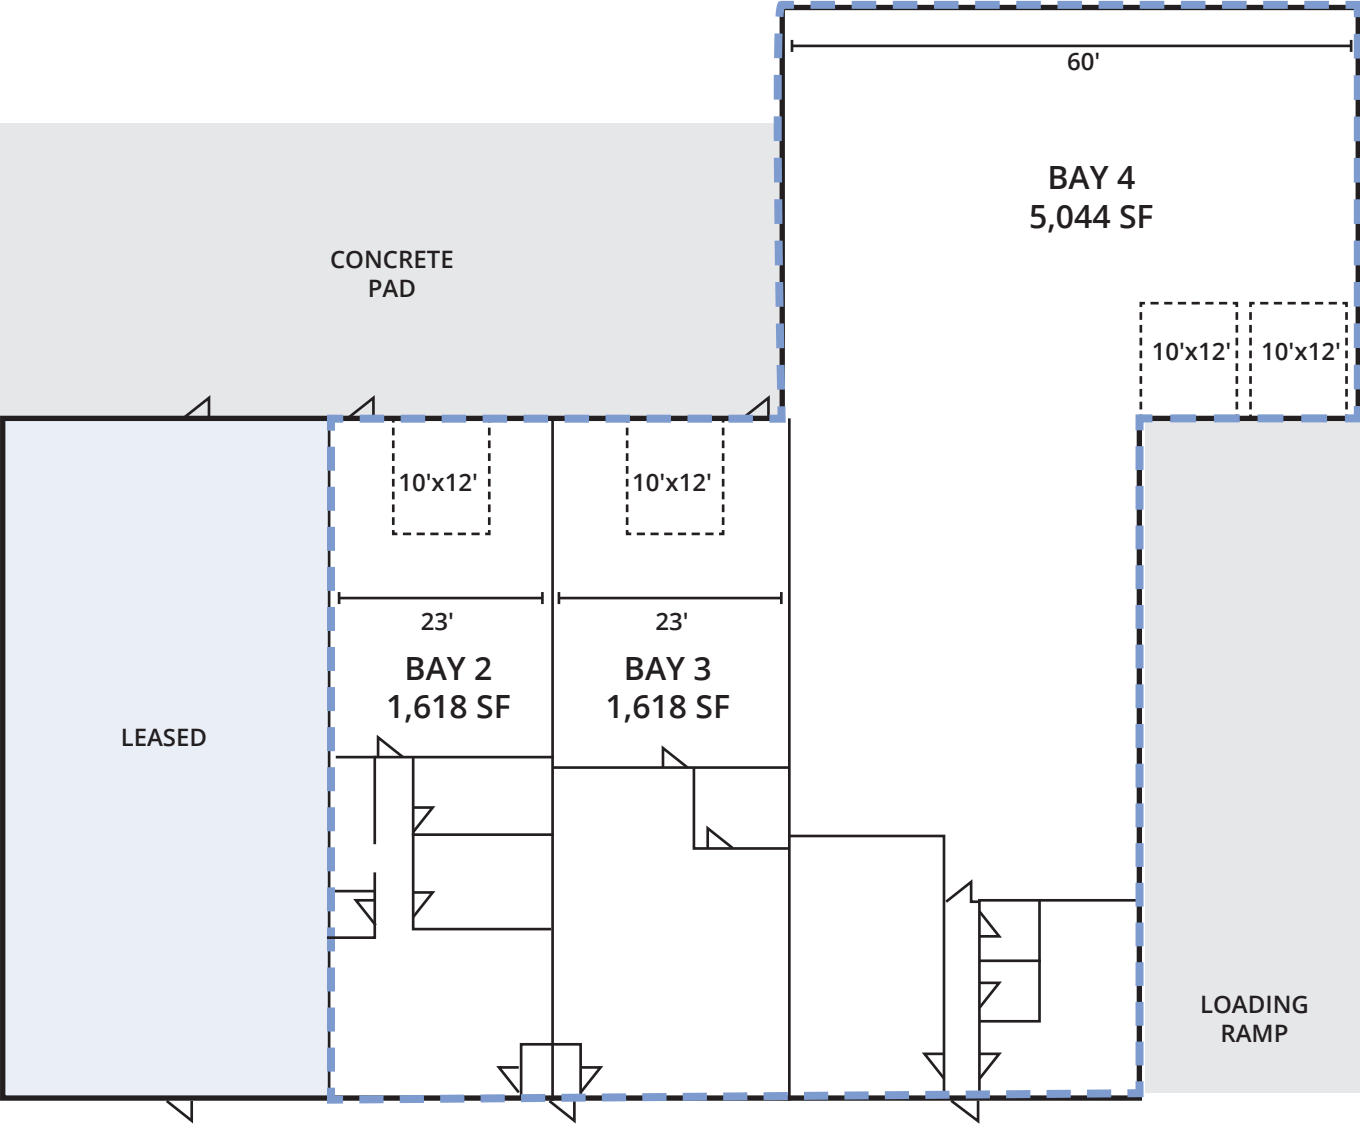 60'
BAY 4
5,044 SF
CONCRETE
PAD
10'x12'
10'x12'
10'x12'
10'x12'
23'
23'
BAY 2
1,618 SF
BAY 3
1,618 SF
LEASED
LOADING
RAMP